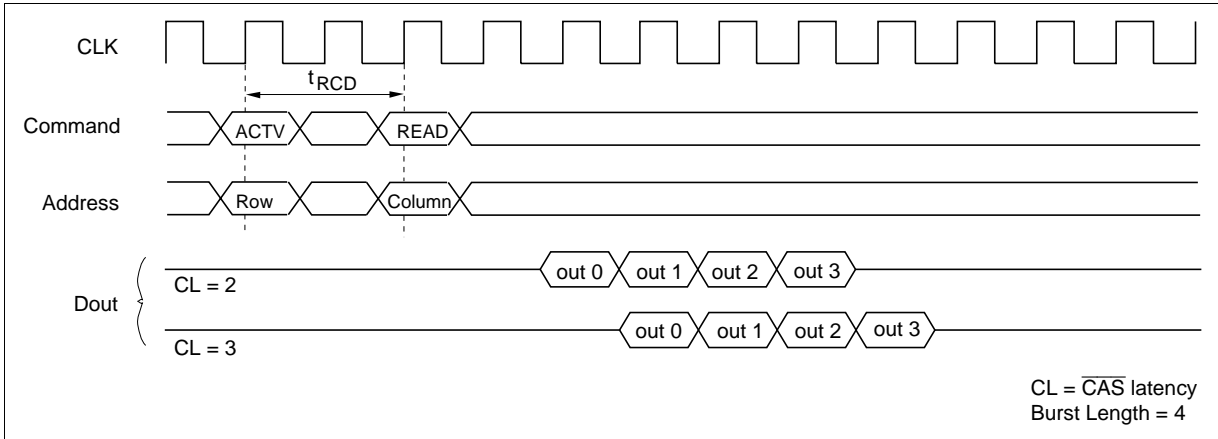 CLK
tRCD
Command
ACTV
READ
Address
Row
Column
Dout
CL = 2
out 0
out 1
out 2
out 3
CL = 3
out 0
out 1
out 2
out 3
CL = C̅A̅S̅ latency
Burst Length = 4